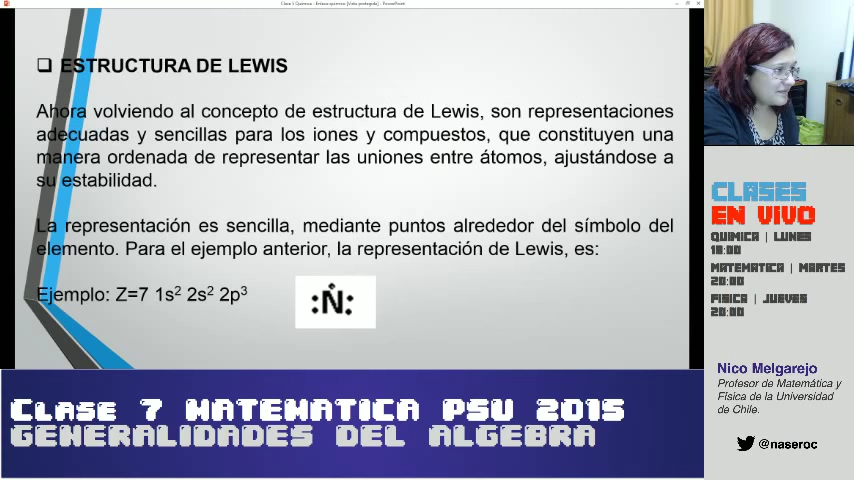 Clase 3 Química - Enlace químico [Vista protegida] - PowerPoint
ESTRUCTURA DE LEWIS
Ahora volviendo al concepto de estructura de Lewis, son representaciones
adecuadas y sencillas para los iones y compuestos, que constituyen una
manera ordenada de representar las uniones entre átomos, ajustándose a
su estabilidad.
La representación es sencilla, mediante puntos alrededor del símbolo del
elemento. Para el ejemplo anterior, la representación de Lewis, es:
Ejemplo: Z=7 1s² 2s² 2p³
:Ṅ:
CLASES
EN VIVO
QUIMICA | LUNES
18:00
MATEMATICA | MARTES
20:00
FISICA | JUEVES
20:00
Nico Melgarejo
Profesor de Matemática y
Física de la Universidad
de Chile.
@naseroc
Clase 7 MATEMATICA PSU 2015
GENERALIDADES DEL ALGEBRA